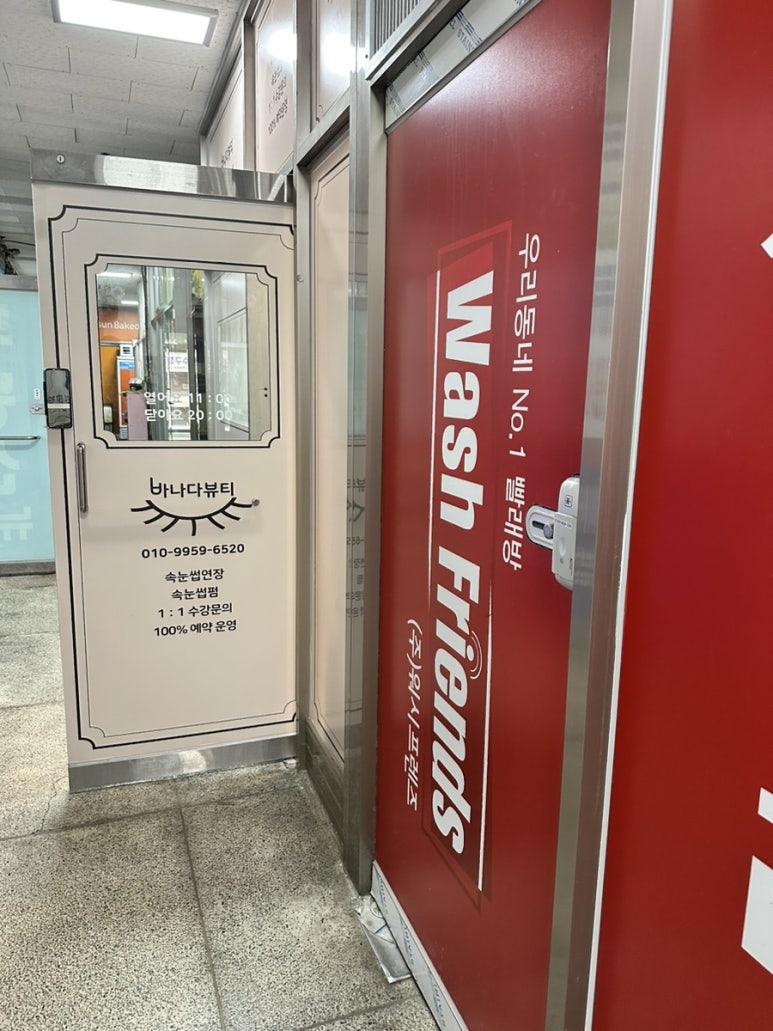 sun Baked
열어요 11 : 00
닫아요 20 : 00
바나다뷰티
010-9959-6520
속눈썹연장
속눈썹펌
1 : 1 수강문의
100% 예약 운영
우리동네 No.1 빨래방
Wash Friends
(주)워시프렌즈